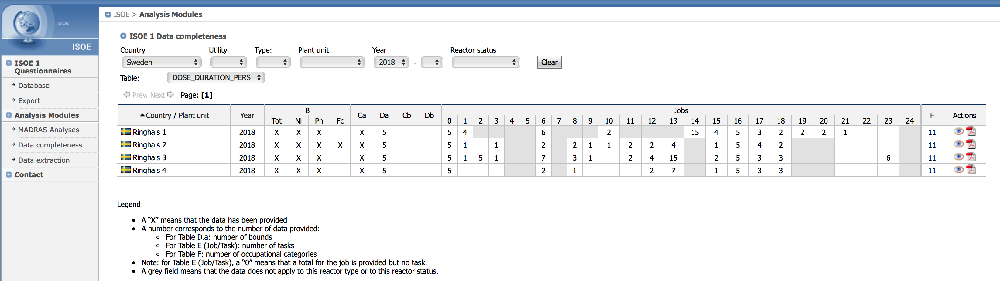 ISOE
ISOE
ISOE > Analysis Modules
ISOE 1 Questionnaires
Database
Export
Analysis Modules
MADRAS Analyses
Data completeness
Data extraction
Contact
ISOE 1 Data completeness
Country Utility Type: Plant unit Year Reactor status
Sweden 2018 - Clear
Table: DOSE_DURATION_PERS
Prev. Next Page: [1]
Country / Plant unit Year B Ca Da Cb Db Jobs F Actions
Tot Nl Pn Fc 0 1 2 3 4 5 6 7 8 9 10 11 12 13 14 15 16 17 18 19 20 21 22 23 24
Ringhals 1 2018 X X X X 5 5 4 6 2 15 4 5 3 2 2 2 1 11
Ringhals 2 2018 X X X X X 5 5 1 1 2 2 1 1 2 2 4 1 5 4 2 11
Ringhals 3 2018 X X X X 5 5 1 5 1 7 3 1 2 4 15 2 5 3 3 6 11
Ringhals 4 2018 X X X X 5 5 2 1 2 7 1 5 3 3 11
Legend:
• A “X” means that the data has been provided
• A number corresponds to the number of data provided:
o For Table D.a: number of bounds
o For Table E (Job/Task): number of tasks
o For Table F: number of occupational categories
• Note: for Table E (Job/Task), a “0” means that a total for the job is provided but no task.
• A grey field means that the data does not apply to this reactor type or to this reactor status.